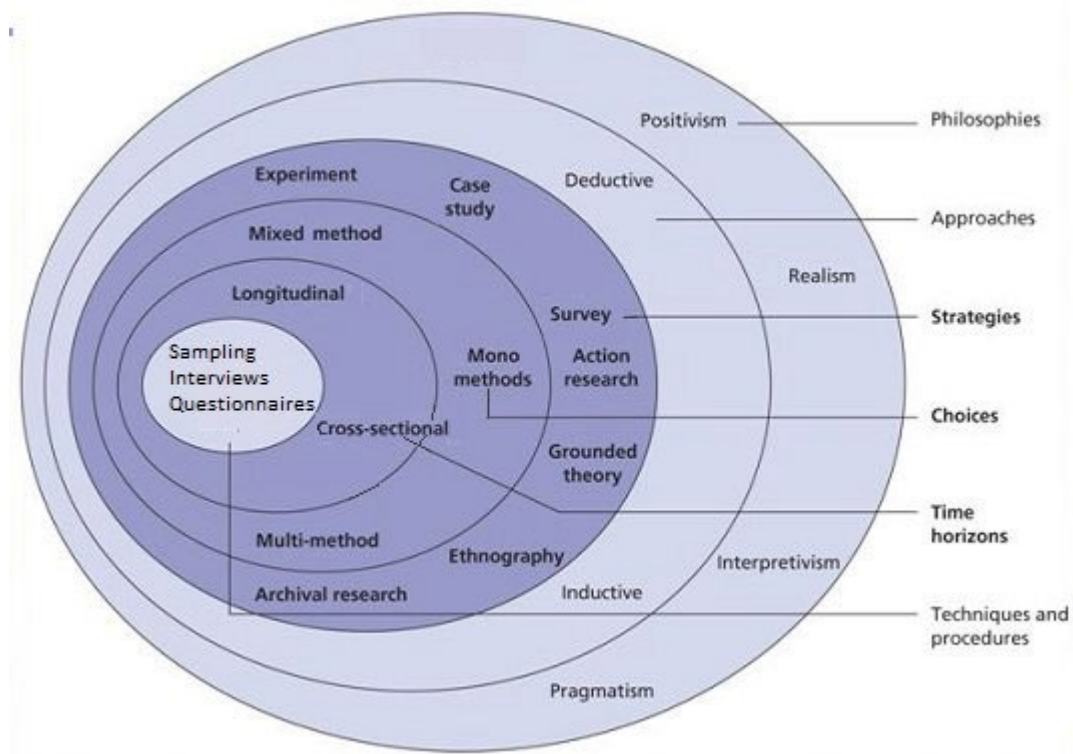 Positivism
Philosophies
Experiment
Case
study
Deductive
Approaches
Mixed method
Realism
Longitudinal
Survey
Strategies
Sampling
Interviews
Questionnaires
Mono
methods
Action
research
Choices
Cross-sectional
Grounded
theory
Time
horizons
Multi-method
Ethnography
Interpretivism
Archival research
Inductive
Techniques and
procedures
Pragmatism